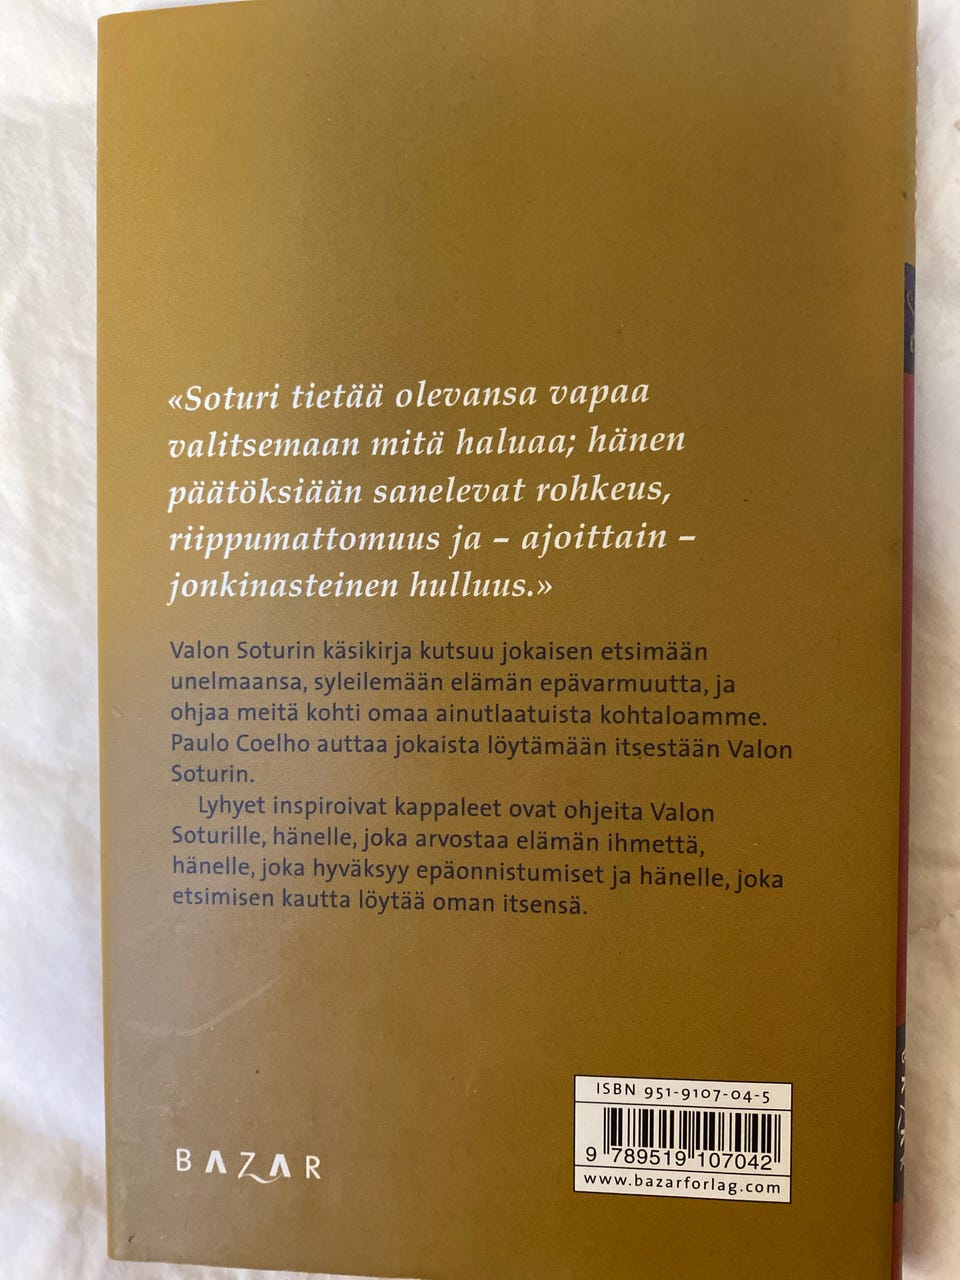 «Soturi tietää olevansa vapaa
valitsemaan mitä haluaa; hänen
päätöksiään sanelevat rohkeus,
riippumattomuus ja – ajoittain –
jonkinasteinen hulluus.»
Valon Soturin käsikirja kutsuu jokaisen etsimään
unelmaansa, syleilemään elämän epävarmuutta, ja
ohjaa meitä kohti omaa ainutlaatuista kohtaloamme.
Paulo Coelho auttaa jokaista löytämään itsestään Valon
Soturin.
Lyhyet inspiroivat kappaleet ovat ohjeita Valon
Soturille, hänelle, joka arvostaa elämän ihmettä,
hänelle, joka hyväksyy epäonnistumiset ja hänelle, joka
etsimisen kautta löytää oman itsensä.
BAZAR
ISBN 951-9107-04-5
9 789519 107042
www.bazarforlag.com